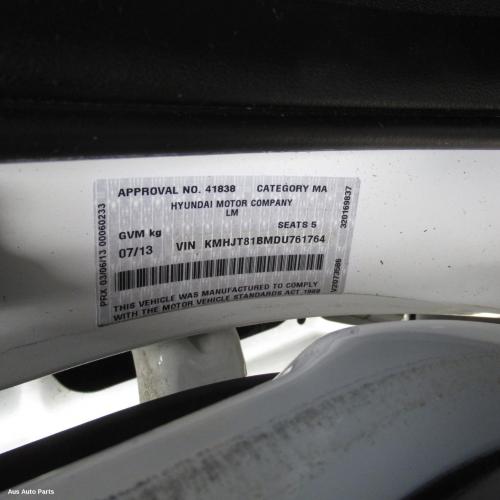 APPROVAL NO. 41838 CATEGORY MA
HYUNDAI MOTOR COMPANY
LM
SEATS 5
GVM kg
07/13 VIN KMHJT81BMDU761764
THIS VEHICLE WAS MANUFACTURED TO COMPLY
WITH THE MOTOR VEHICLE STANDARDS ACT 1989
PRX 03/06/13 00060233
320169837
V2073586
Aus Auto Parts